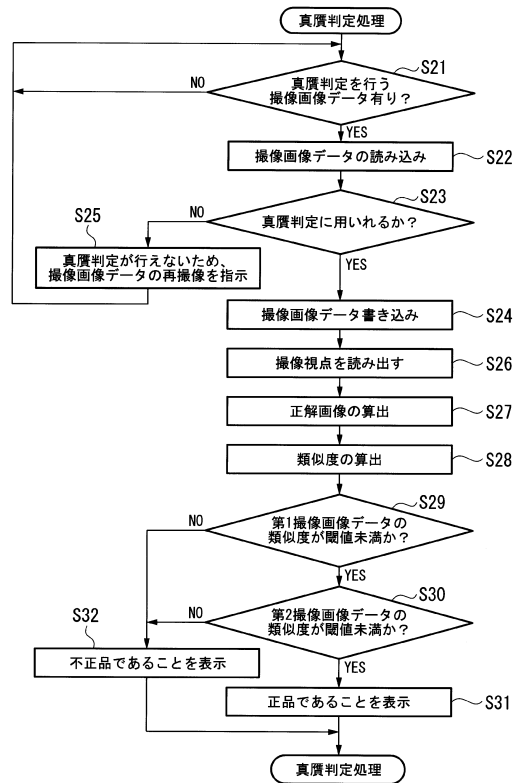 真贋判定処理
S21
NO
真贋判定を行う
撮像画像データ有り?
YES
撮像画像データの読み込み
S22
S23
S25
NO
真贋判定に用いれるか?
真贋判定が行えないため、
撮像画像データの再撮像を指示
YES
撮像画像データ書き込み
S24
撮像視点を読み出す
S26
正解画像の算出
S27
類似度の算出
S28
S29
NO
第1撮像画像データの
類似度が閾値未満か?
YES
S30
S32
NO
第2撮像画像データの
類似度が閾値未満か?
不正品であることを表示
YES
正品であることを表示
S31
真贋判定処理